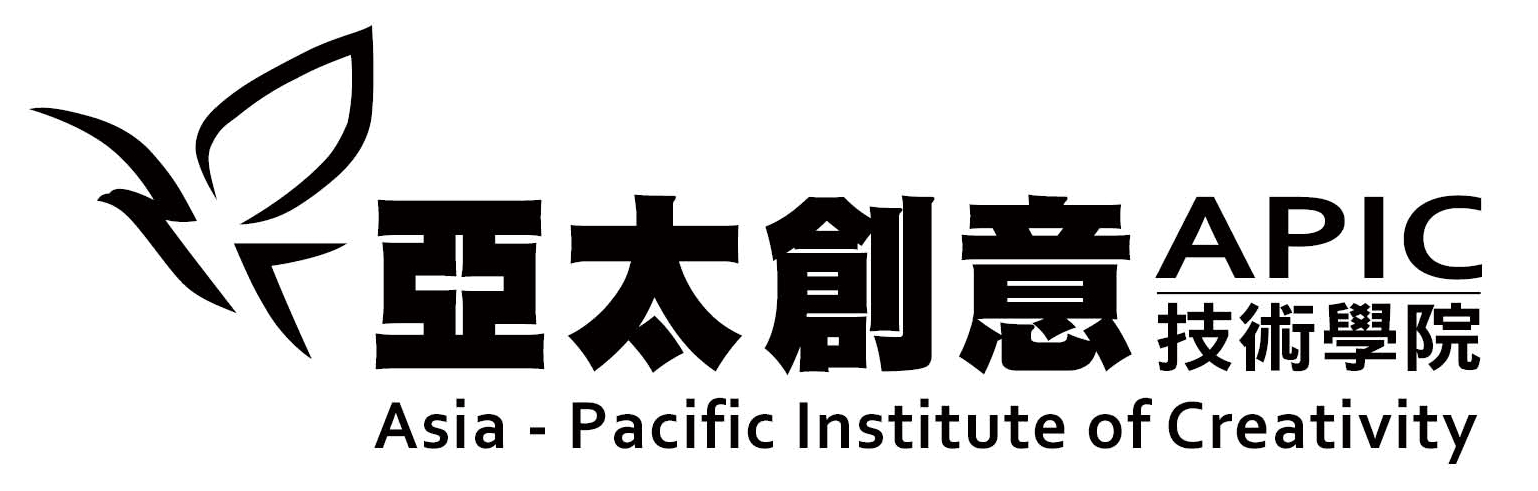 亞太創意
APIC
技術學院
Asia - Pacific Institute of Creativity